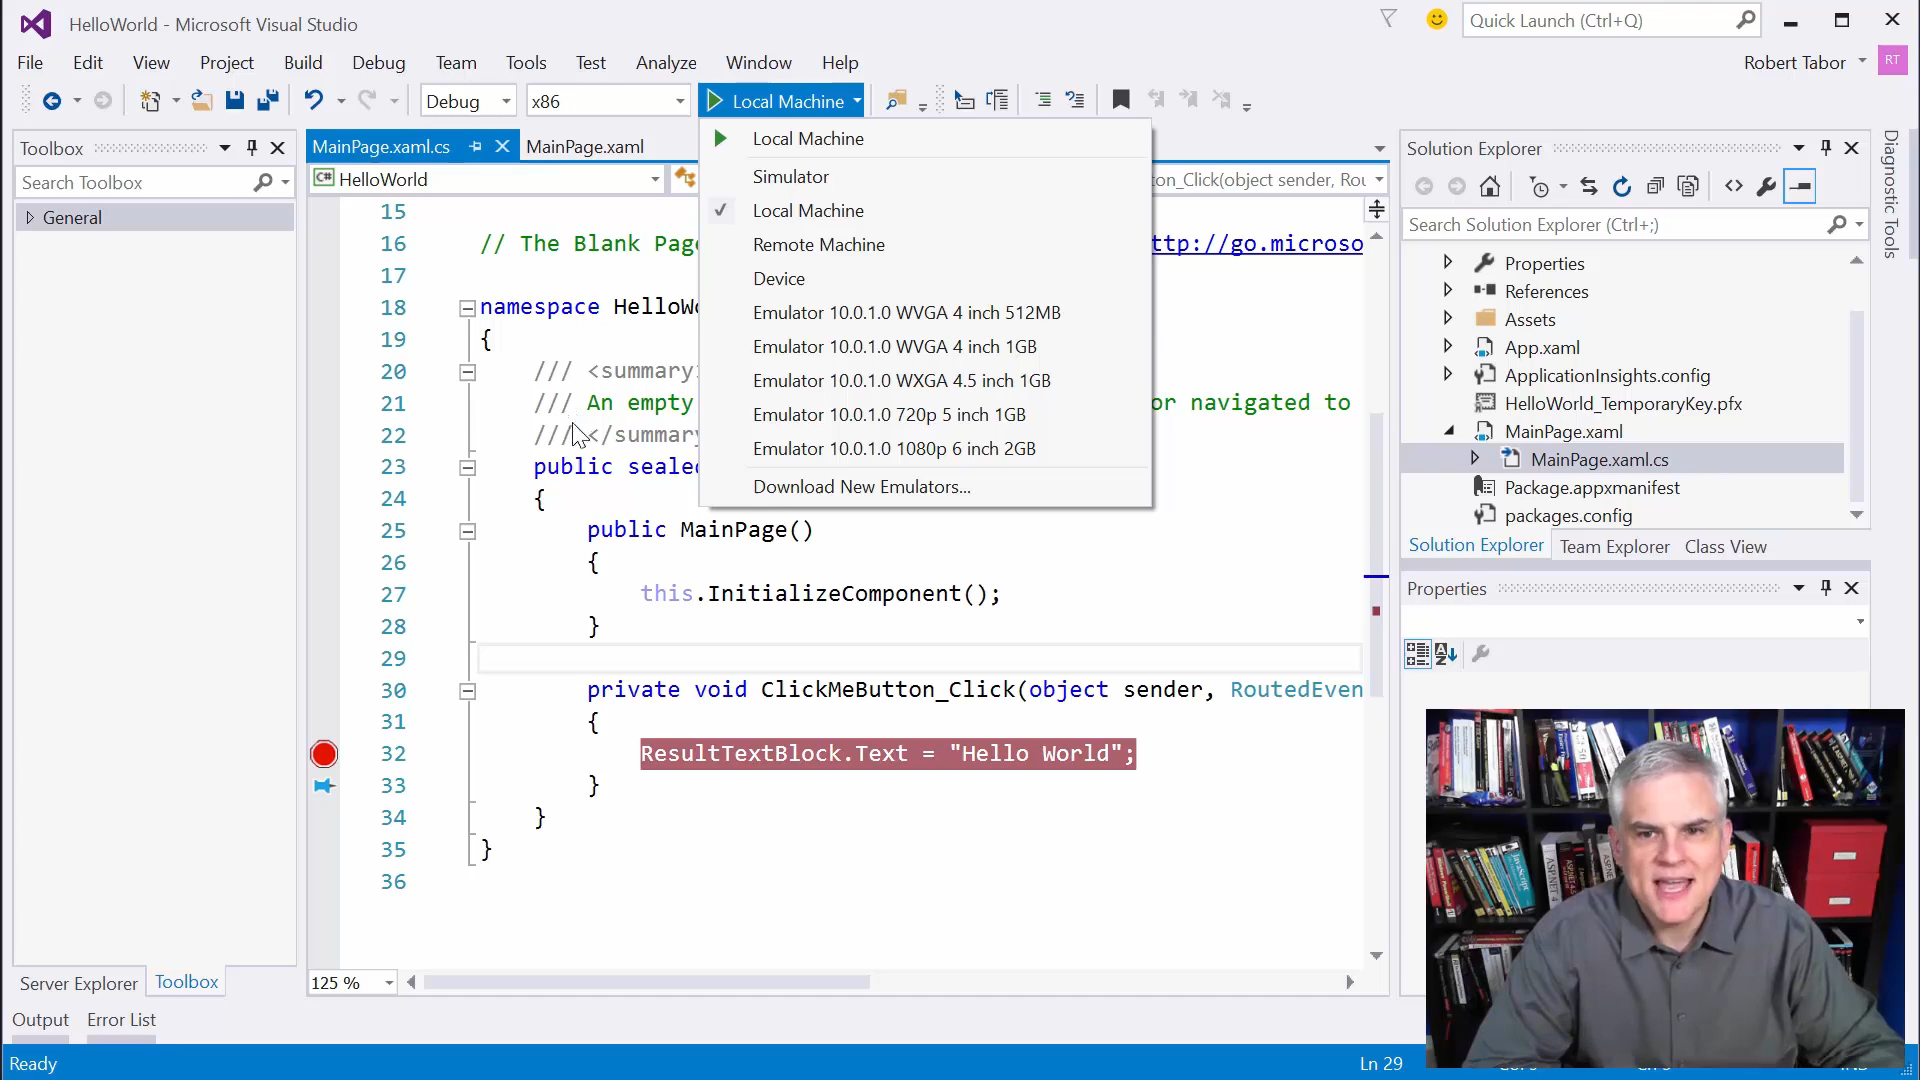 HelloWorld - Microsoft Visual Studio
Quick Launch (Ctrl+Q)
File Edit View Project Build Debug Team Tools Test Analyze Window Help
Robert Tabor RT
Debug x86 Local Machine
Toolbox
Search Toolbox
General
MainPage.xaml.cs MainPage.xaml
HelloWorld
on_Click(object sender, Rou
Local Machine
Simulator
Local Machine
Remote Machine
Device
Emulator 10.0.1.0 WVGA 4 inch 512MB
Emulator 10.0.1.0 WVGA 4 inch 1GB
Emulator 10.0.1.0 WXGA 4.5 inch 1GB
Emulator 10.0.1.0 720p 5 inch 1GB
Emulator 10.0.1.0 1080p 6 inch 2GB
Download New Emulators...
15
16 // The Blank Pag ttp://go.microso
17
18 namespace HelloWo
19 {
20 /// <summary>
21 /// An empty or navigated to
22 /// </summary
23 public sealed
24 {
25 public MainPage()
26 {
27 this.InitializeComponent();
28 }
29
30 private void ClickMeButton_Click(object sender, RoutedEven
31 {
32 ResultTextBlock.Text = "Hello World";
33 }
34 }
35 }
36
125 %
Server Explorer Toolbox
Output Error List
Ready
Ln 29
Solution Explorer
Search Solution Explorer (Ctrl+;)
Properties
References
Assets
App.xaml
ApplicationInsights.config
HelloWorld_TemporaryKey.pfx
MainPage.xaml
MainPage.xaml.cs
Package.appxmanifest
packages.config
Solution Explorer Team Explorer Class View
Properties
Diagnostic Tools